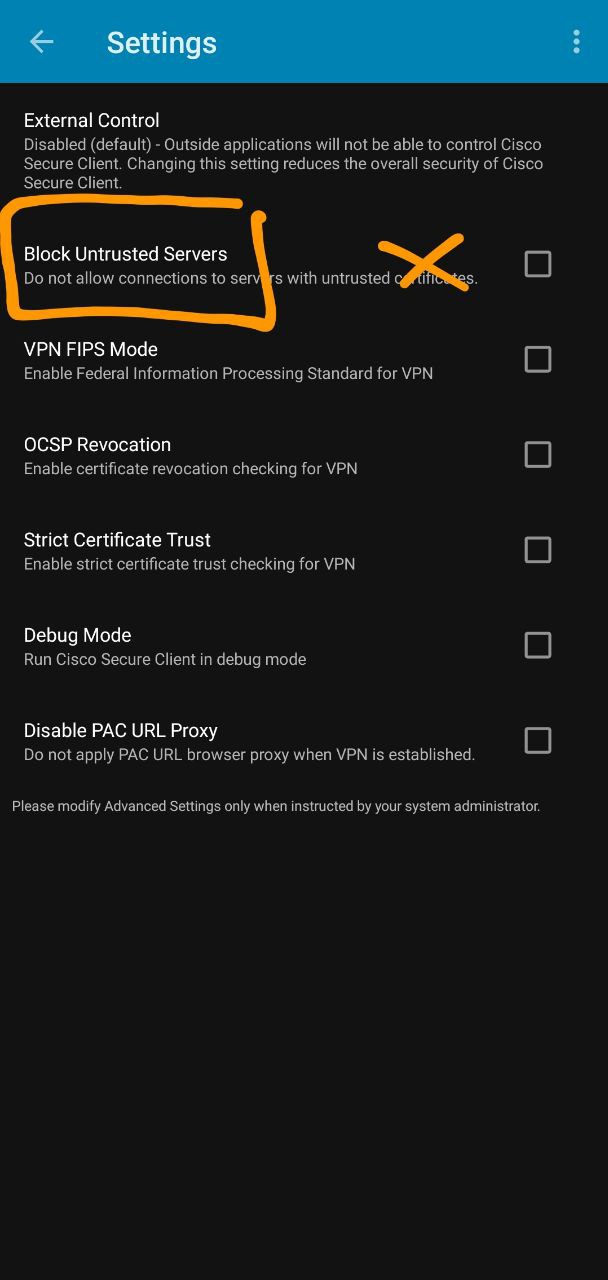 Settings
External Control
Disabled (default) - Outside applications will not be able to control Cisco
Secure Client. Changing this setting reduces the overall security of Cisco
Secure Client.
Block Untrusted Servers
Do not allow connections to servers with untrusted certificates.
VPN FIPS Mode
Enable Federal Information Processing Standard for VPN
OCSP Revocation
Enable certificate revocation checking for VPN
Strict Certificate Trust
Enable strict certificate trust checking for VPN
Debug Mode
Run Cisco Secure Client in debug mode
Disable PAC URL Proxy
Do not apply PAC URL browser proxy when VPN is established.
Please modify Advanced Settings only when instructed by your system administrator.